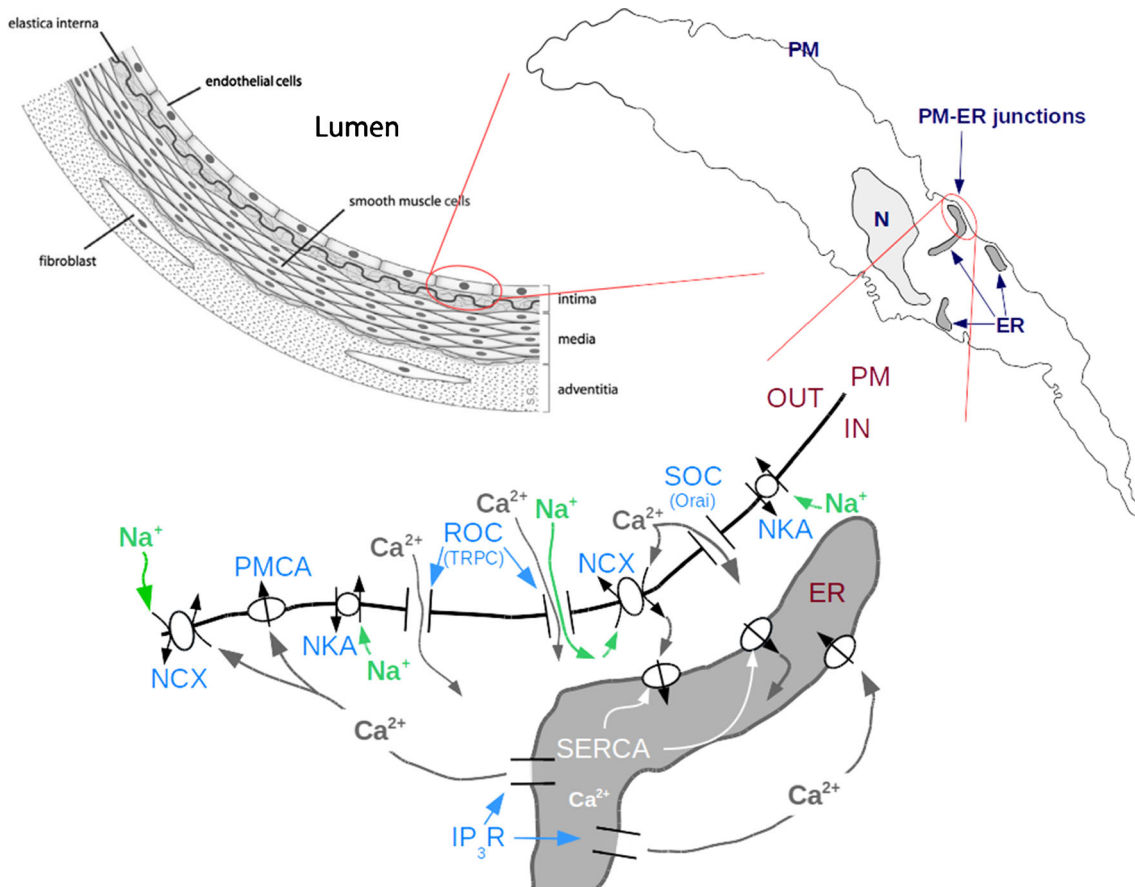 elastica interna
endothelial cells
Lumen
smooth muscle cells
fibroblast
intima
media
adventitia
S.G.
PM
PM-ER junctions
N
ER
OUT
PM
IN
SOC
(Orai)
Ca²⁺
Na⁺
ROC
(TRPC)
Ca²⁺
Na⁺
NKA
Na⁺
PMCA
Ca²⁺
NCX
ER
NKA
NCX
Na⁺
Ca²⁺
SERCA
Ca²⁺
Ca²⁺
IP₃R